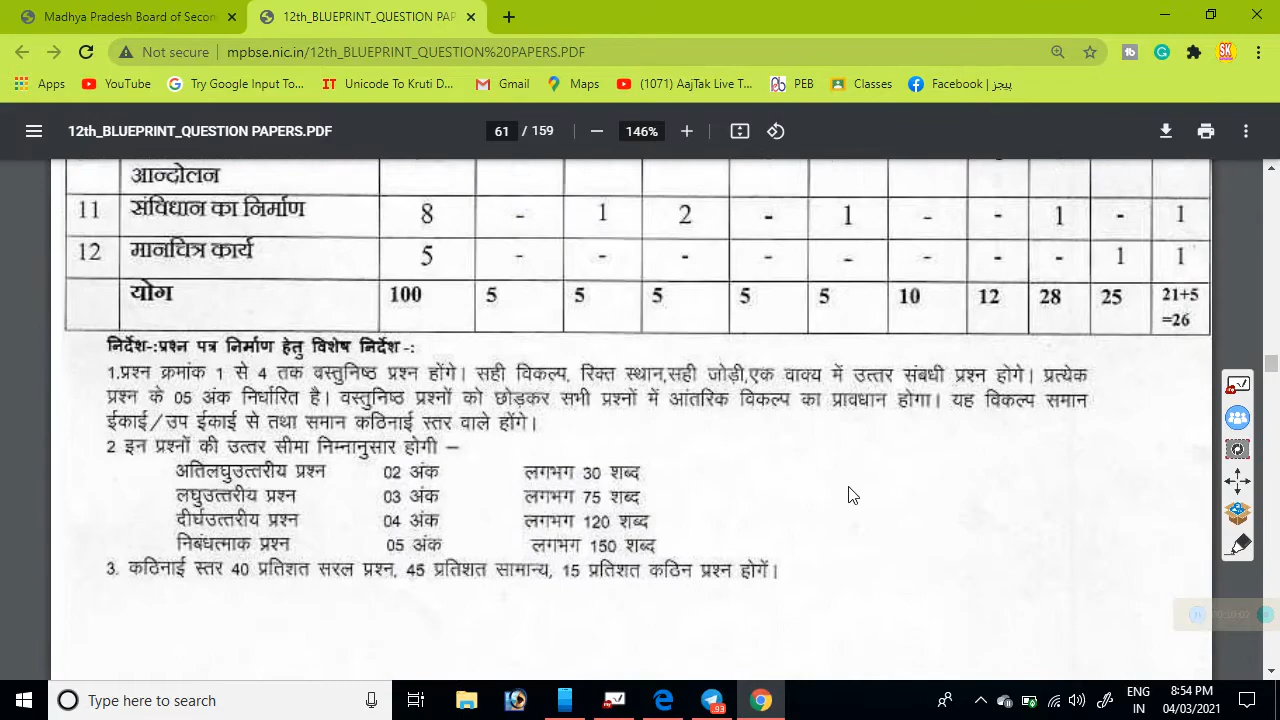 Madhya Pradesh Board of Secon
12th_BLUEPRINT_QUESTION PAP
Not secure
mpbse.nic.in/12th_BLUEPRINT_QUESTION%20PAPERS.PDF
Apps
YouTube
Try Google Input To...
IT Unicode To Kruti D...
Gmail
Maps
(1071) AajTak Live T...
PEB
Classes
Facebook | پیجز
12th_BLUEPRINT_QUESTION PAPERS.PDF
61 / 159
146%
आन्दोलन
11 संविधान का निर्माण 8 - 1 2 - 1 - - 1 - 1
12 मानचित्र कार्य 5 - - - - - - - - 1 1
योग 100 5 5 5 5 5 10 12 28 25 21+5
=26
निर्देश-:प्रश्न पत्र निर्माण हेतु विशेष निर्देश-:
1.प्रश्न क्रमांक 1 से 4 तक वस्तुनिष्ठ प्रश्न होंगे। सही विकल्प, रिक्त स्थान,सही जोड़ी,एक वाक्य में उत्तर संबधी प्रश्न होगे। प्रत्येक
प्रश्न के 05 अंक निर्धारित है। वस्तुनिष्ठ प्रश्नों को छोड़कर सभी प्रश्नों में आंतरिक विकल्प का प्रावधान होगा। यह विकल्प समान
ईकाई/उप ईकाई से तथा समान कठिनाई स्तर वाले होंगे।
2 इन प्रश्नों की उत्तर सीमा निम्नानुसार होगी –
अतिलघुउत्तरीय प्रश्न 02 अंक लगभग 30 शब्द
लघुउत्तरीय प्रश्न 03 अंक लगभग 75 शब्द
दीर्घउत्तरीय प्रश्न 04 अंक लगभग 120 शब्द
निबंधत्माक प्रश्न 05 अंक लगभग 150 शब्द
3. कठिनाई स्तर 40 प्रतिशत सरल प्रश्न, 45 प्रतिशत सामान्य, 15 प्रतिशत कठिन प्रश्न होगें।
Type here to search
93
ENG
IN
8:54 PM
04/03/2021